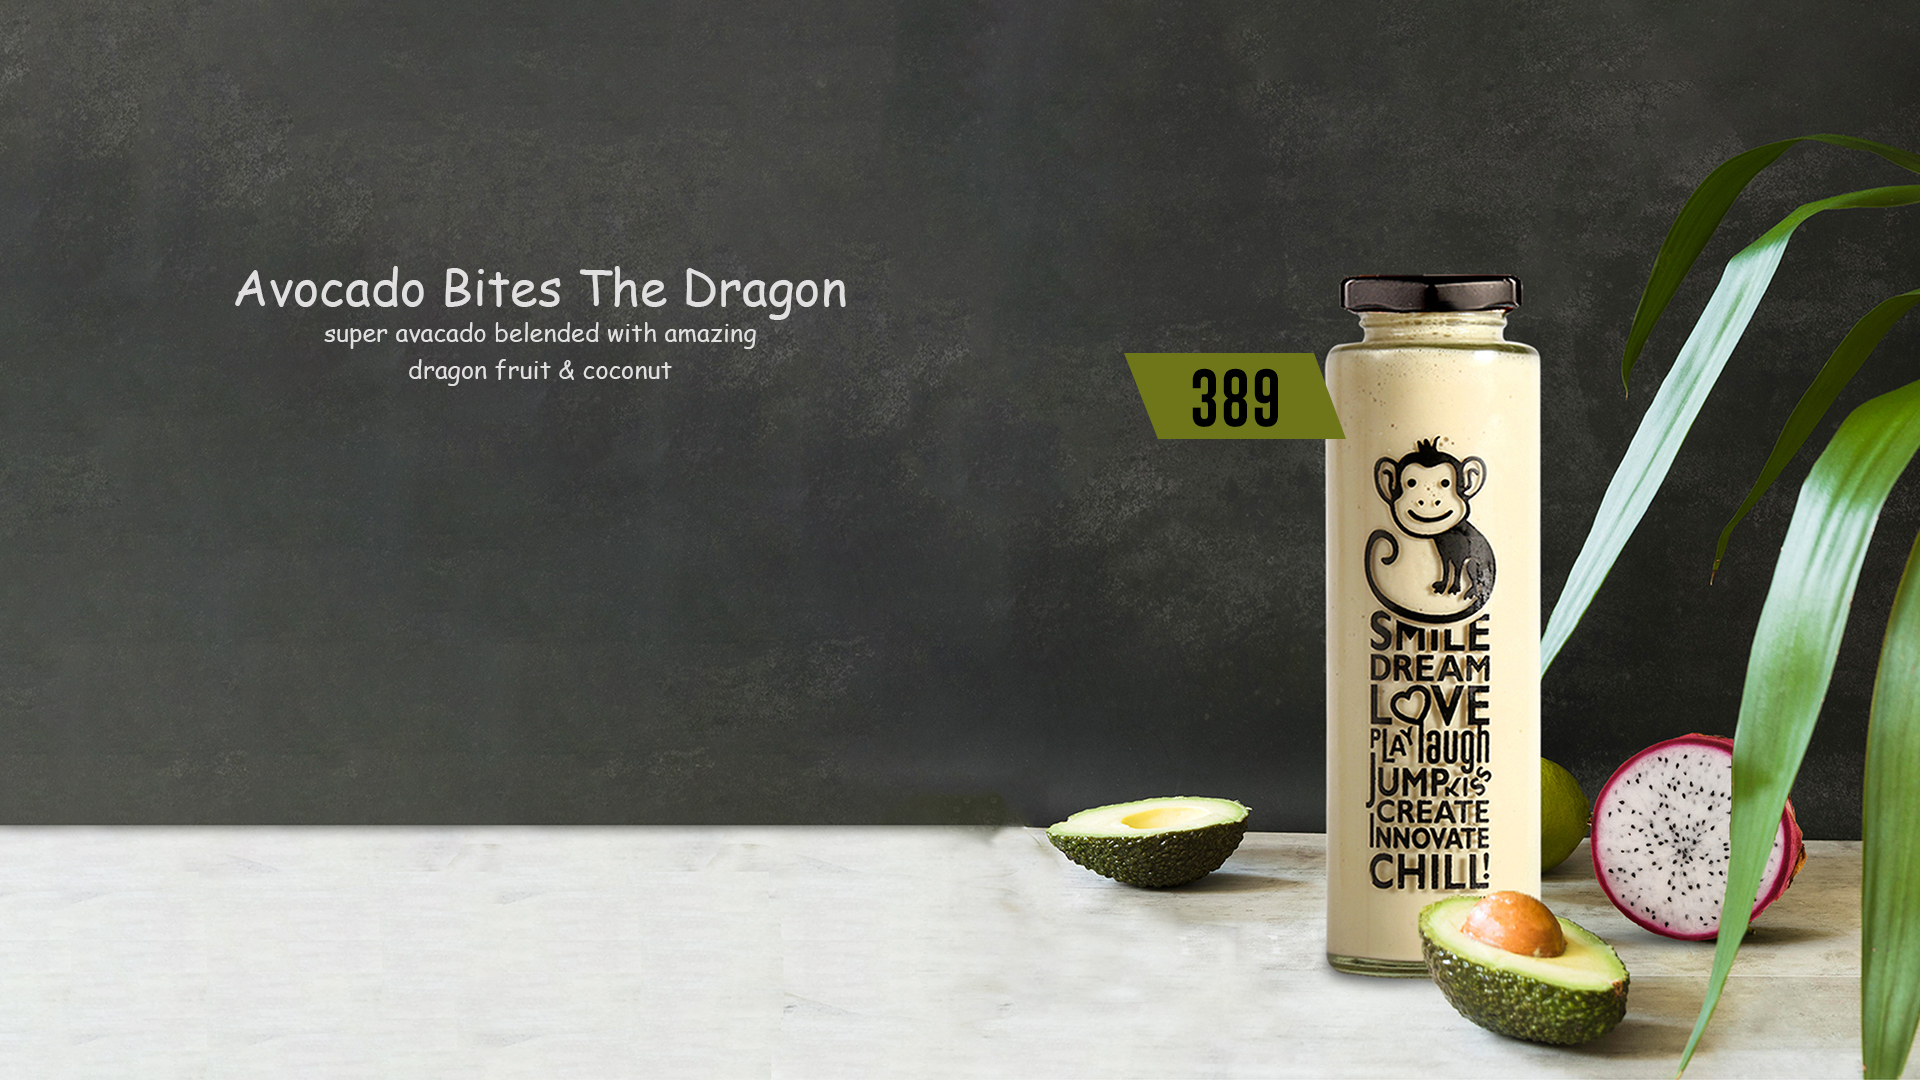 Avocado Bites The Dragon
super avacado belended with amazing
dragon fruit & coconut
389
SMILE
DREAM
LOVE
PLAY laugh
JUMP KISS
CREATE
INNOVATE
CHILL!